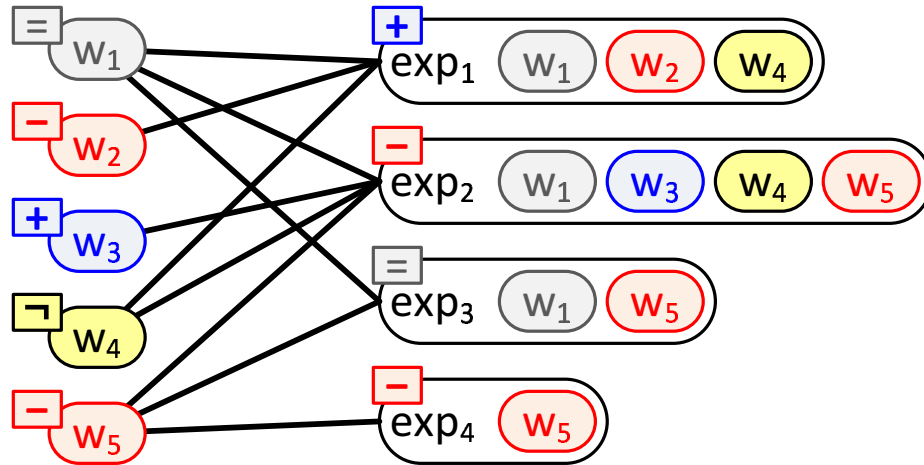 =
w₁
−
w₂
+
w₃
¬
w₄
−
w₅
+
exp₁ w₁ w₂ w₄
−
exp₂ w₁ w₃ w₄ w₅
=
exp₃ w₁ w₅
−
exp₄ w₅